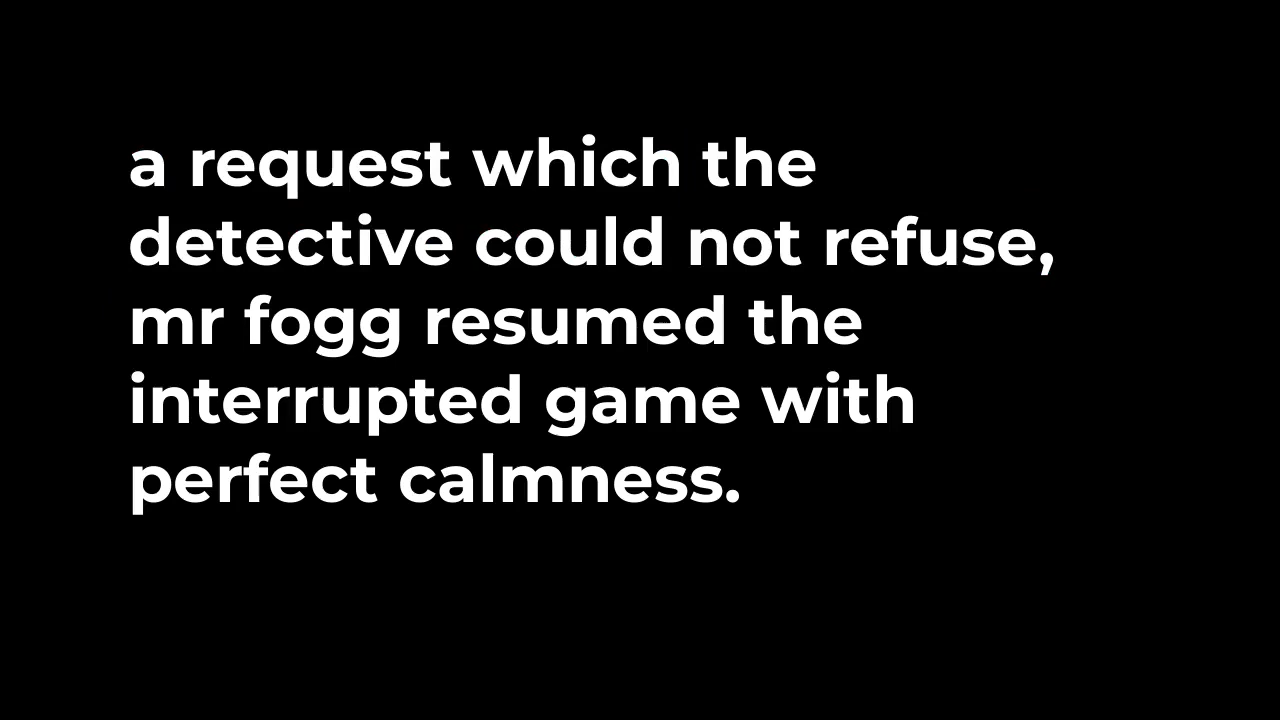 a request which the
detective could not refuse,
mr fogg resumed the
interrupted game with
perfect calmness.